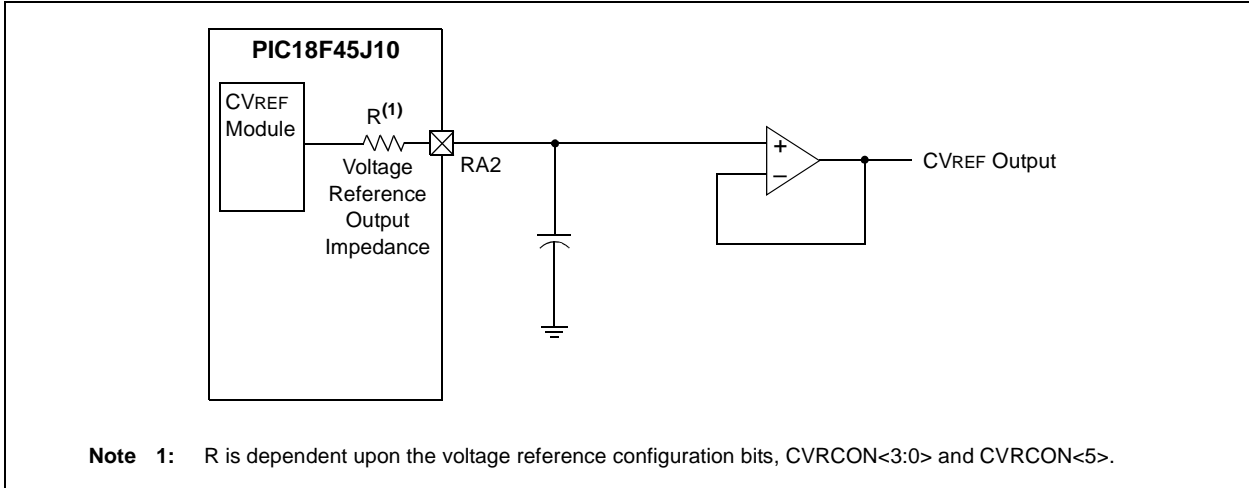 PIC18F45J10
CVREF
Module
R(1)
Voltage
Reference
Output
Impedance
RA2
+
–
CVREF Output
Note 1: R is dependent upon the voltage reference configuration bits, CVRCON<3:0> and CVRCON<5>.